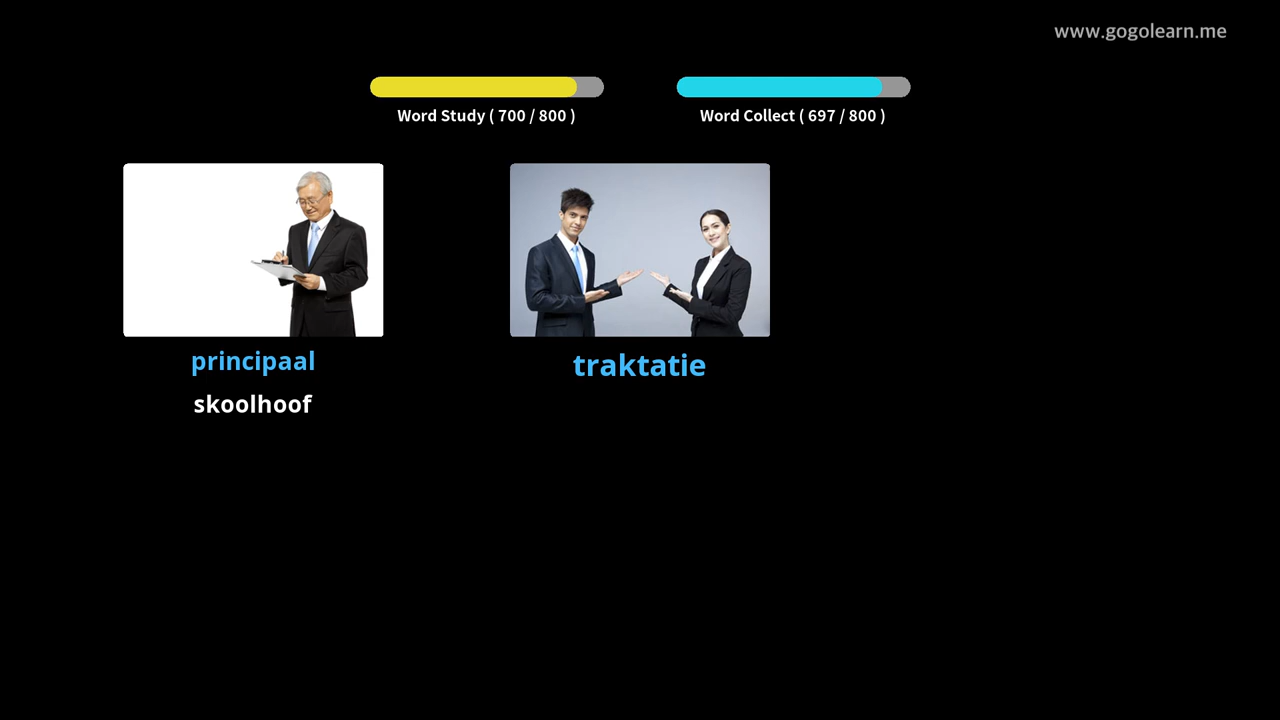 www.gogolearn.me
Word Study ( 700 / 800 )
Word Collect ( 697 / 800 )
principaal
traktatie
skoolhoof